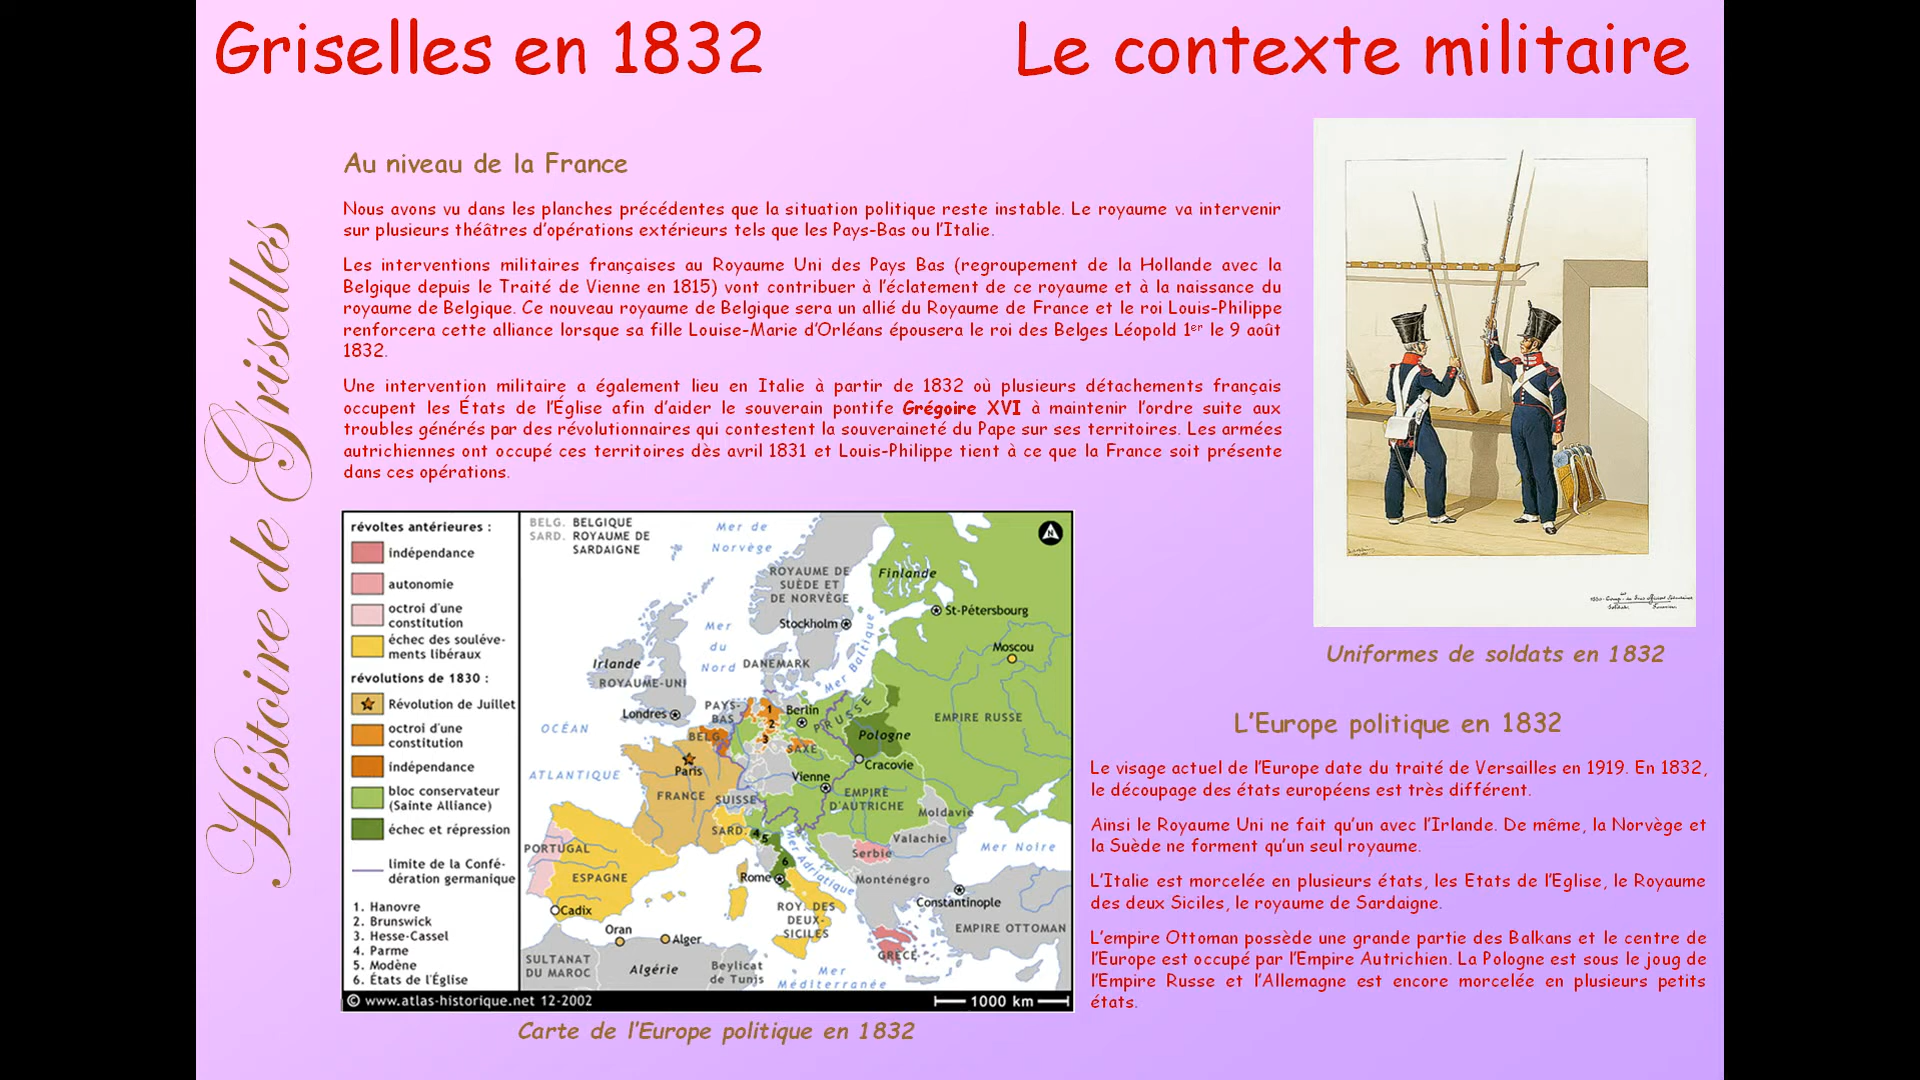 Griselles en 1832
Le contexte militaire
Histoire de Griselles
Au niveau de la France
Nous avons vu dans les planches précédentes que la situation politique reste instable. Le royaume va intervenir
sur plusieurs théâtres d'opérations extérieurs tels que les Pays-Bas ou l'Italie.
Les interventions militaires françaises au Royaume Uni des Pays Bas (regroupement de la Hollande avec la
Belgique depuis le Traité de Vienne en 1815) vont contribuer à l'éclatement de ce royaume et à la naissance du
royaume de Belgique. Ce nouveau royaume de Belgique sera un allié du Royaume de France et le roi Louis-Philippe
renforcera cette alliance lorsque sa fille Louise-Marie d'Orléans épousera le roi des Belges Léopold 1er le 9 août
1832.
Une intervention militaire a également lieu en Italie à partir de 1832 où plusieurs détachements français
occupent les États de l'Église afin d'aider le souverain pontife Grégoire XVI à maintenir l'ordre suite aux
troubles générés par des révolutionnaires qui contestent la souveraineté du Pape sur ses territoires. Les armées
autrichiennes ont occupé ces territoires dès avril 1831 et Louis-Philippe tient à ce que la France soit présente
dans ces opérations.
révoltes antérieures :
indépendance
autonomie
octroi d'une
constitution
échec des souléve-
ments libéraux
révolutions de 1830 :
Révolution de Juillet
octroi d'une
constitution
indépendance
bloc conservateur
(Sainte Alliance)
échec et répression
limite de la Confé-
dération germanique
1. Hanovre
2. Brunswick
3. Hesse-Cassel
4. Parme
5. Modène
6. États de l'Église
BELG. BELGIQUE
SARD. ROYAUME DE
SARDAIGNE
Mer de
Norvège
ROYAUME DE
SUÈDE ET
DE NORVÈGE
Finlande
St-Pétersbourg
Stockholm
Moscou
Mer
du
Nord
DANEMARK
Mer Baltique
Irlande
ROYAUME-UNI
Londres
PAYS-
BAS
1
2
3
Berlin
PRUSSE
EMPIRE RUSSE
OCÉAN
ATLANTIQUE
BELG.
SAXE
Pologne
Cracovie
Paris
FRANCE
SUISSE
Vienne
EMPIRE
D'AUTRICHE
Moldavie
Valachie
SARD.
4
5
6
Mer Adriatique
Serbie
Monténégro
Mer Noire
PORTUGAL
ESPAGNE
Cadix
Rome
ROY. DES
DEUX-
SICILES
Constantinople
EMPIRE OTTOMAN
GRÈCE
Oran
Alger
SULTANAT
DU MAROC
Algérie
Beylicat
de Tunis
Mer
Méditerranée
© www.atlas-historique.net 12-2002
1000 km
Carte de l'Europe politique en 1832
Uniformes de soldats en 1832
L'Europe politique en 1832
Le visage actuel de l'Europe date du traité de Versailles en 1919. En 1832,
le découpage des états européens est très différent.
Ainsi le Royaume Uni ne fait qu'un avec l'Irlande. De même, la Norvège et
la Suède ne forment qu'un seul royaume.
L'Italie est morcelée en plusieurs états, les Etats de l'Eglise, le Royaume
des deux Siciles, le royaume de Sardaigne.
L'empire Ottoman possède une grande partie des Balkans et le centre de
l'Europe est occupé par l'Empire Autrichien. La Pologne est sous le joug de
l'Empire Russe et l'Allemagne est encore morcelée en plusieurs petits
états.